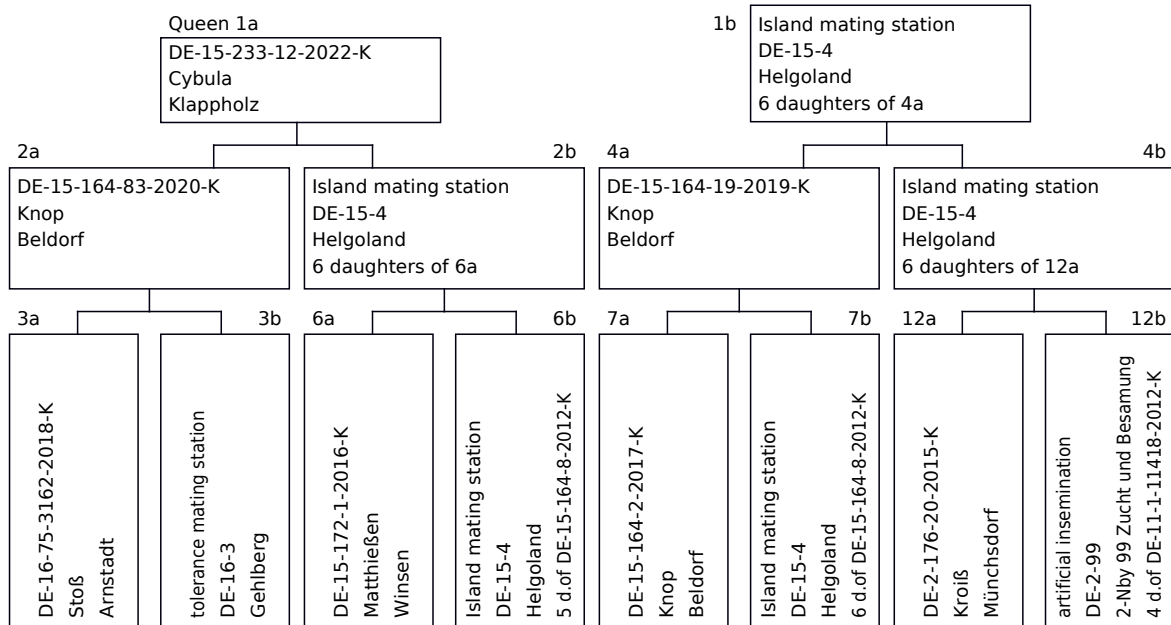 Queen 1a
DE-15-233-12-2022-K
Cybula
Klappholz
1b
Island mating station
DE-15-4
Helgoland
6 daughters of 4a
2a
DE-15-164-83-2020-K
Knop
Beldorf
2b
Island mating station
DE-15-4
Helgoland
6 daughters of 6a
4a
DE-15-164-19-2019-K
Knop
Beldorf
4b
Island mating station
DE-15-4
Helgoland
6 daughters of 12a
3a
DE-16-75-3162-2018-K
Stoß
Arnstadt
3b
tolerance mating station
DE-16-3
Gehlberg
6a
DE-15-172-1-2016-K
Matthießen
Winsen
6b
Island mating station
DE-15-4
Helgoland
5 d.of DE-15-164-8-2012-K
7a
DE-15-164-2-2017-K
Knop
Beldorf
7b
Island mating station
DE-15-4
Helgoland
6 d.of DE-15-164-8-2012-K
12a
DE-2-176-20-2015-K
Kroiß
Münchsdorf
12b
artificial insemination
DE-2-99
2-Nby 99 Zucht und Besamung
4 d.of DE-11-1-11418-2012-K